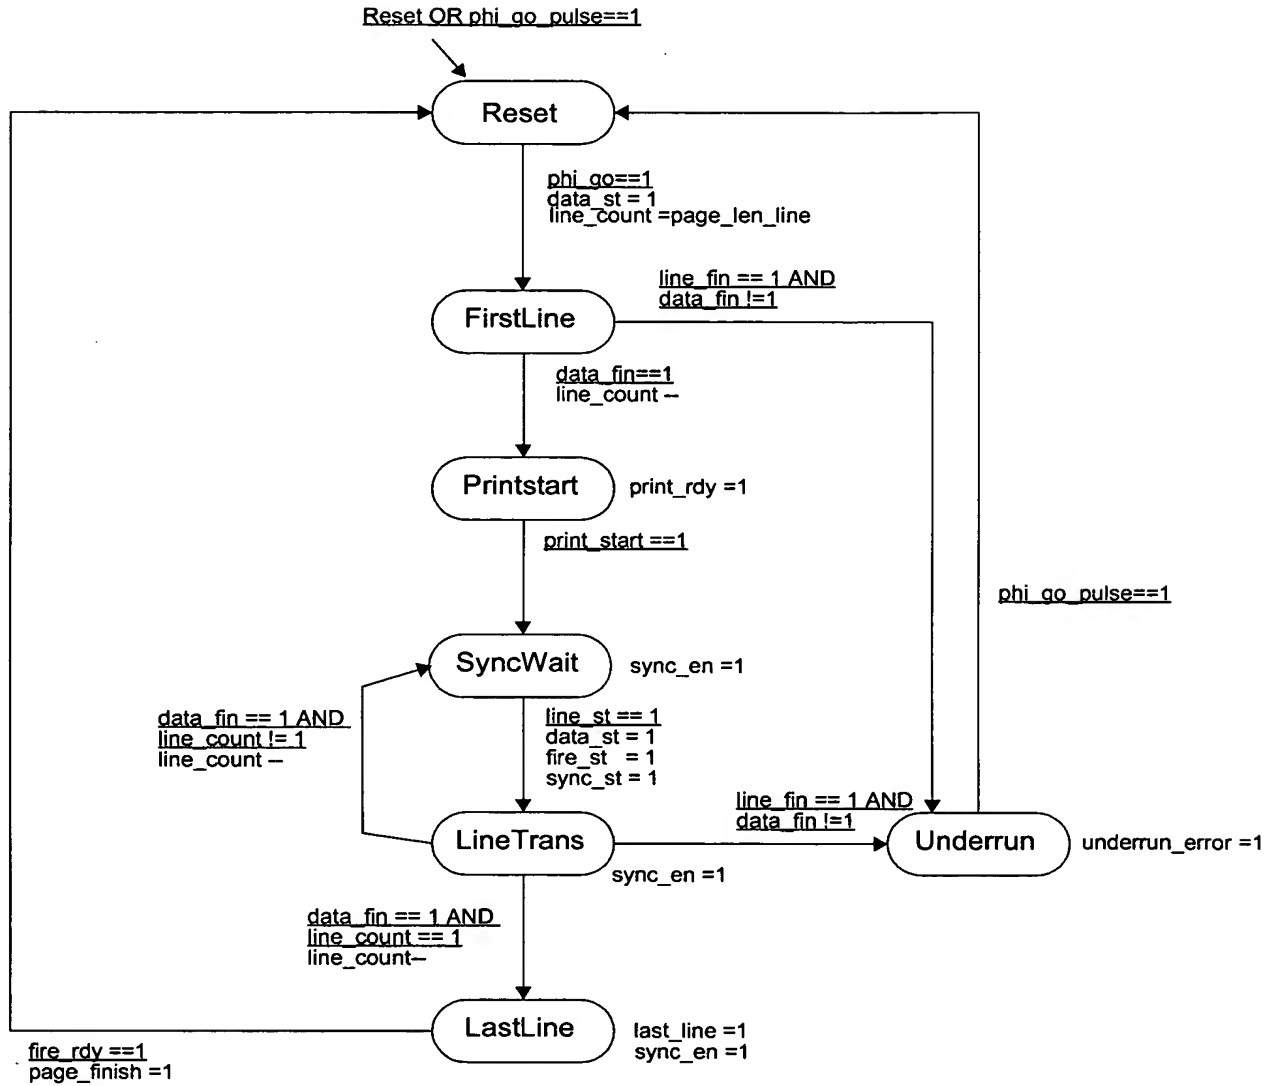 Reset OR phi_go_pulse==1
Reset
phi_go==1
data_st = 1
line_count =page_len_line
line_fin == 1 AND
data_fin !=1
FirstLine
data_fin==1
line_count –
Printstart
print_rdy =1
print_start ==1
phi_go_pulse==1
SyncWait
sync_en =1
data_fin == 1 AND
line_count != 1
line_count –
line_st == 1
data_st = 1
fire_st = 1
sync_st = 1
line_fin == 1 AND
data_fin !=1
LineTrans
sync_en =1
Underrun
underrun_error =1
data_fin == 1 AND
line_count == 1
line_count–
LastLine
last_line =1
sync_en =1
fire_rdy ==1
page_finish =1